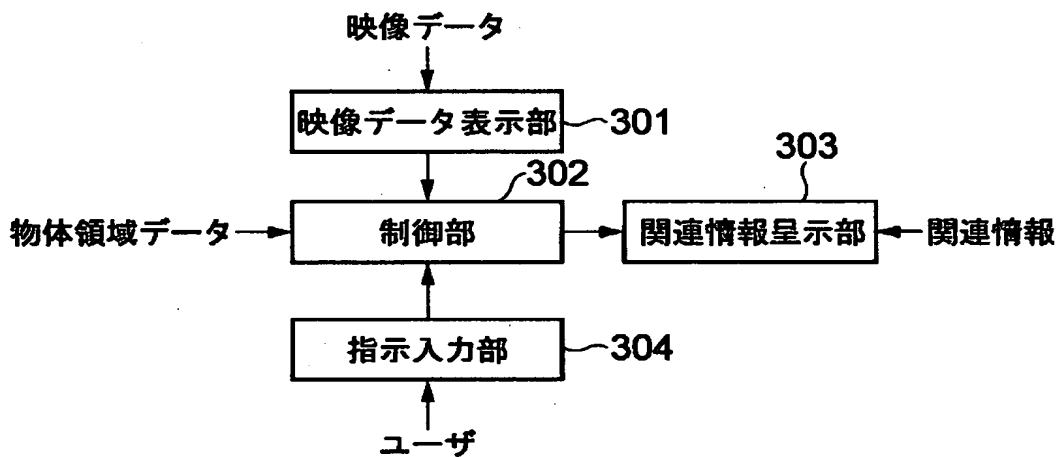 映像データ
映像データ表示部
301
302
303
物体領域データ
制御部
関連情報呈示部
関連情報
指示入力部
304
ユーザ